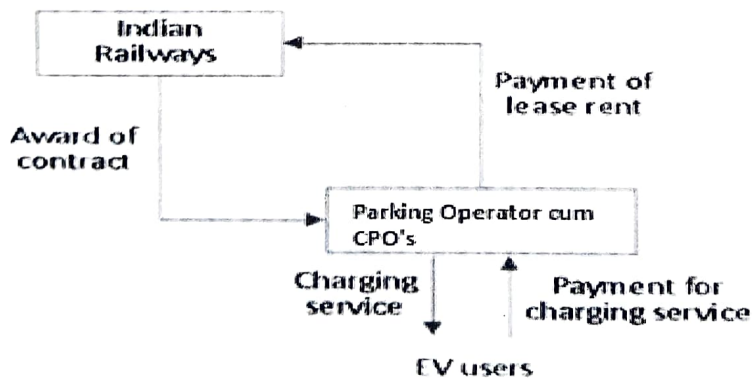 Indian
Railways
Payment of
lease rent
Award of
contract
Parking Operator cum
CPO's
Charging
service
Payment for
charging service
EV users